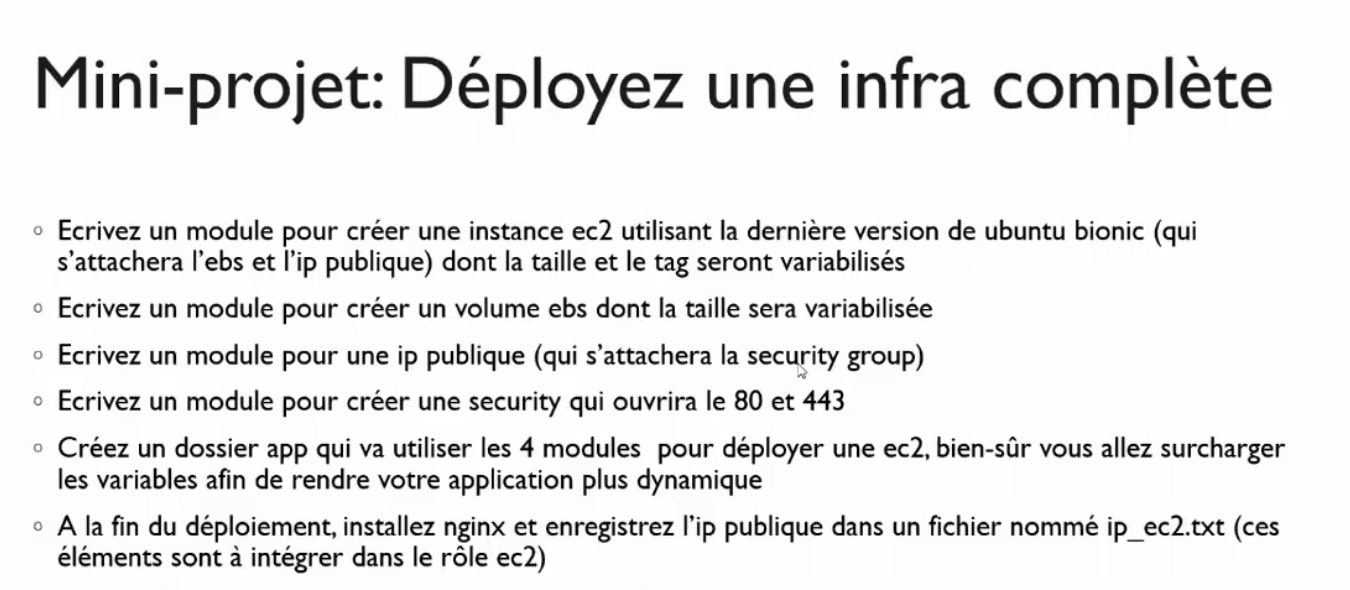 Mini-projet: Déployez une infra complète
◦ Ecrivez un module pour créer une instance ec2 utilisant la dernière version de ubuntu bionic (qui
s'attachera l'ebs et l'ip publique) dont la taille et le tag seront variabilisés
◦ Ecrivez un module pour créer un volume ebs dont la taille sera variabilisée
◦ Ecrivez un module pour une ip publique (qui s'attachera la security group)
◦ Ecrivez un module pour créer une security qui ouvrira le 80 et 443
◦ Créez un dossier app qui va utiliser les 4 modules pour déployer une ec2, bien-sûr vous allez surcharger
les variables afin de rendre votre application plus dynamique
◦ A la fin du déploiement, installez nginx et enregistrez l'ip publique dans un fichier nommé ip_ec2.txt (ces
éléments sont à intégrer dans le rôle ec2)